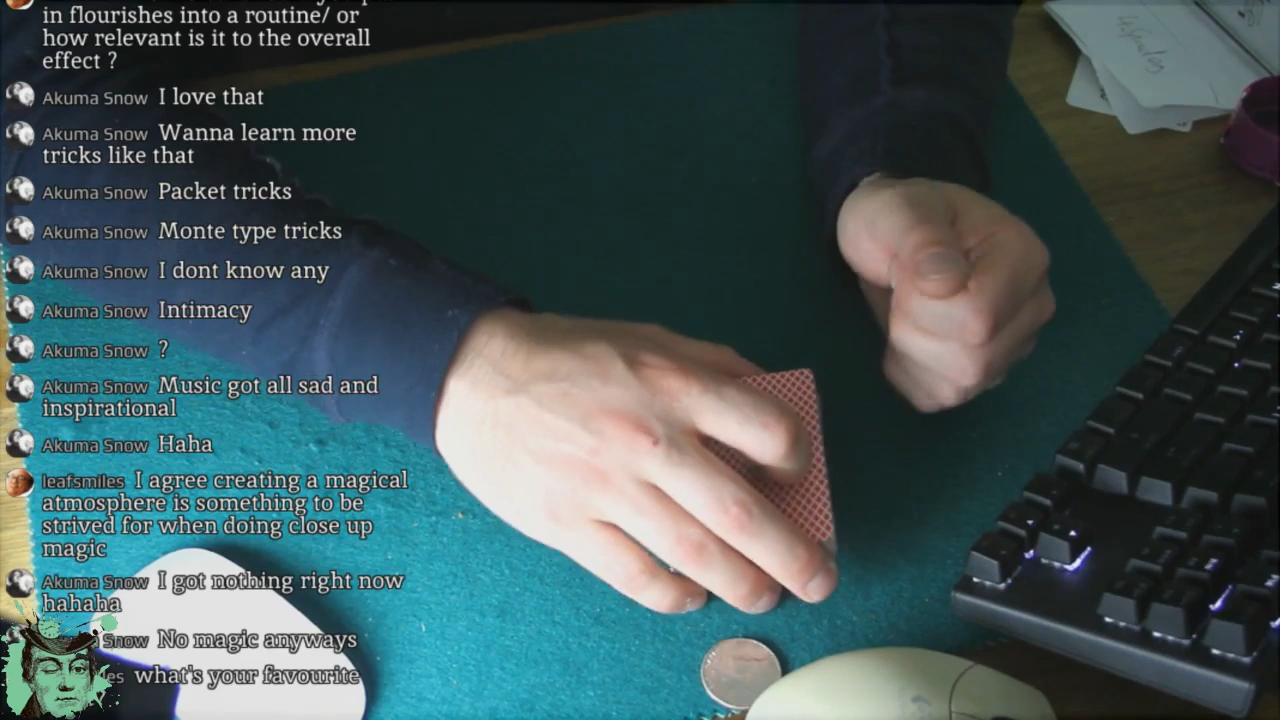 in flourishes into a routine/ or
how relevant is it to the overall
effect ?
Akuma Snow I love that
Akuma Snow Wanna learn more
tricks like that
Akuma Snow Packet tricks
Akuma Snow Monte type tricks
Akuma Snow I dont know any
Akuma Snow Intimacy
Akuma Snow ?
Akuma Snow Music got all sad and
inspirational
Akuma Snow Haha
leafsmiles I agree creating a magical
atmosphere is something to be
strived for when doing close up
magic
Akuma Snow I got nothing right now
hahaha
Snow No magic anyways
es what's your favourite